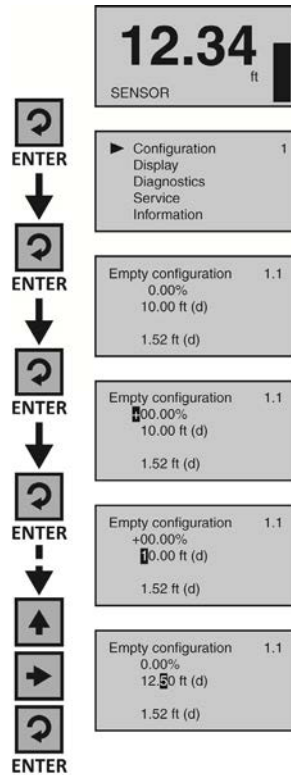 12.34
ft
SENSOR
ENTER
► Configuration 1
Display
Diagnostics
Service
Information
ENTER
Empty configuration 1.1
0.00%
10.00 ft (d)
1.52 ft (d)
ENTER
Empty configuration 1.1
+00.00%
10.00 ft (d)
1.52 ft (d)
ENTER
Empty configuration 1.1
+00.00%
10.00 ft (d)
1.52 ft (d)
Empty configuration 1.1
0.00%
12.50 ft (d)
1.52 ft (d)
ENTER